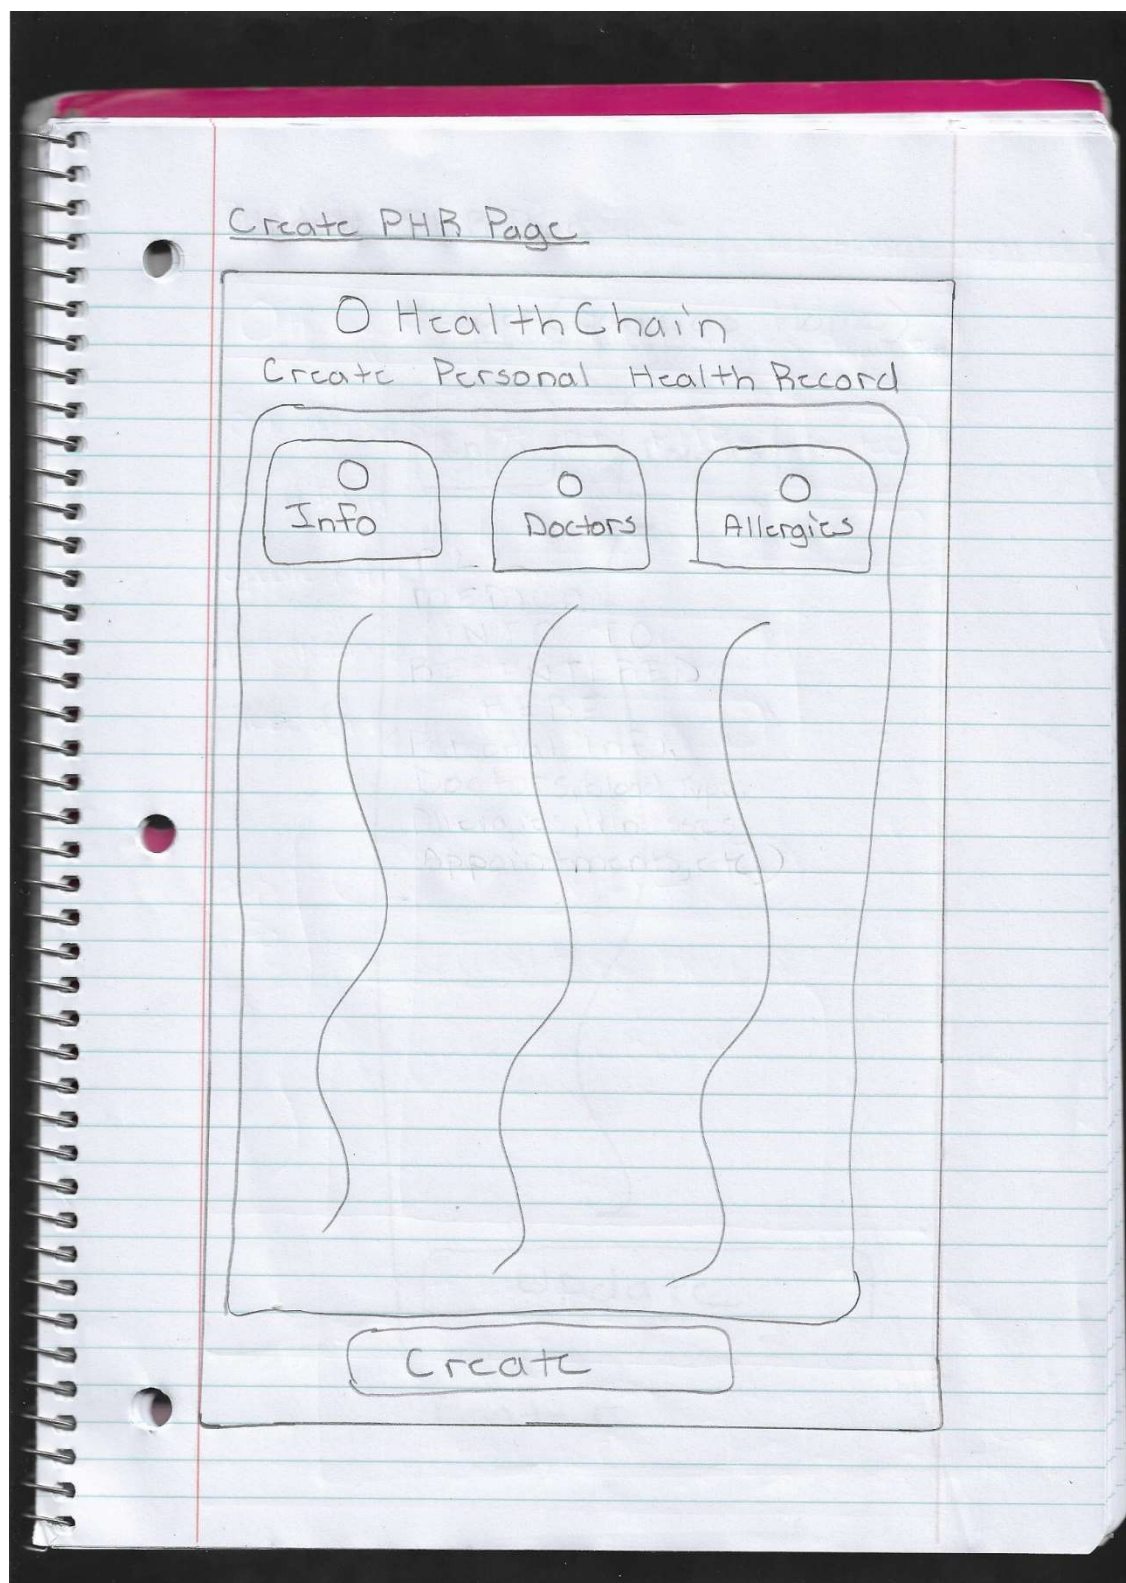 Create PHR Page
O HealthChain
Create Personal Health Record
Info
Doctors
Allergies
Create